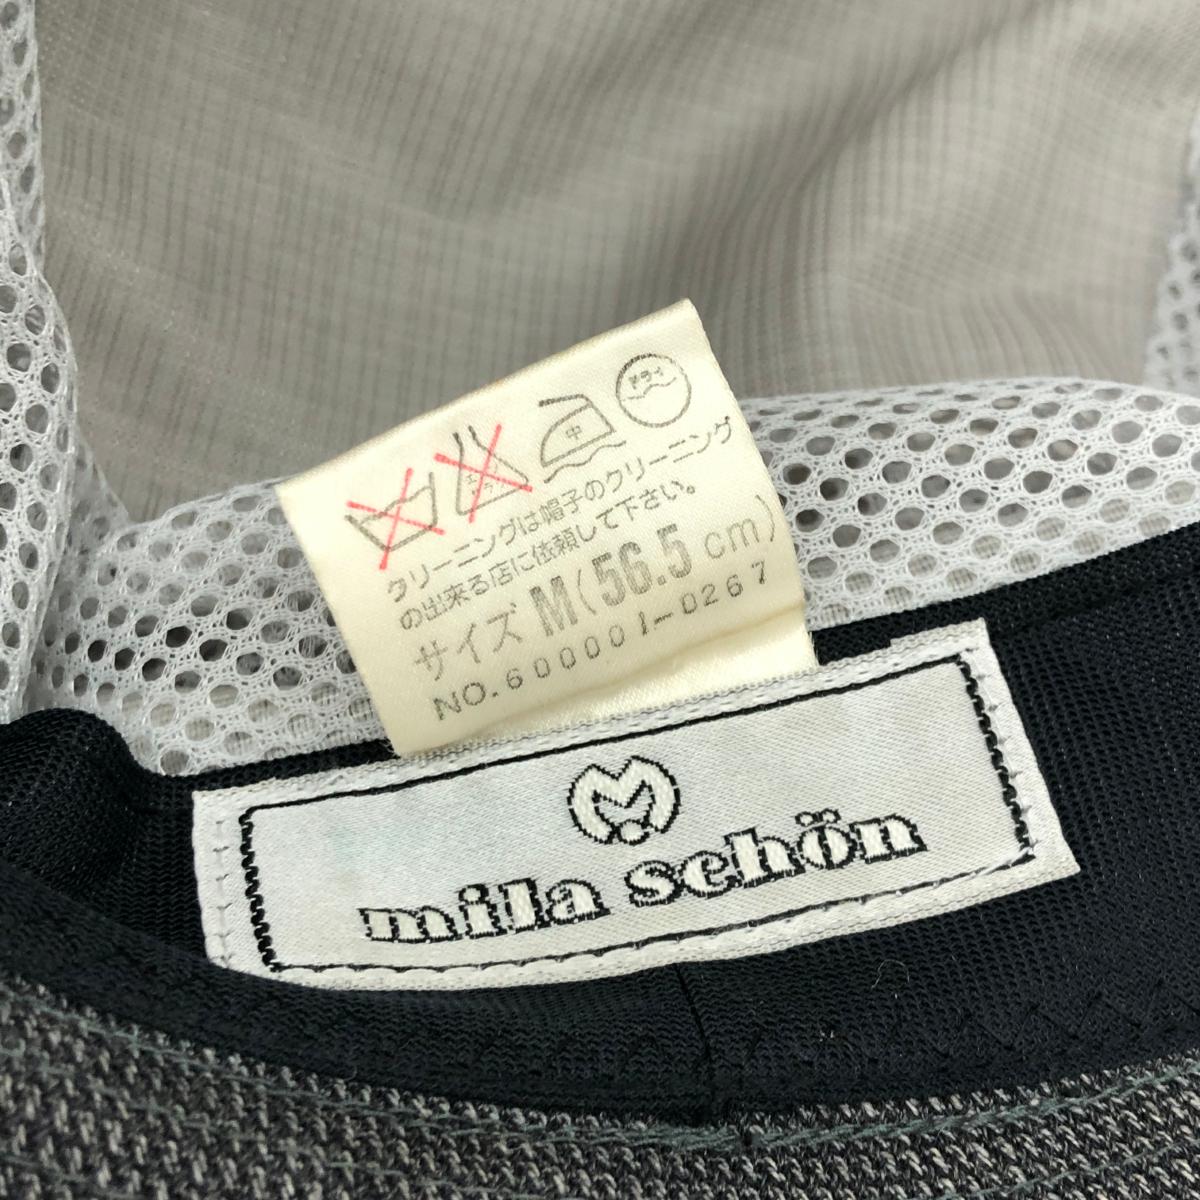 中
ドライ
クリーニングは帽子のクリーニング
の出来る店に依頼して下さい。
サイズ M(56.5cm)
NO.600001-0267
mila schön